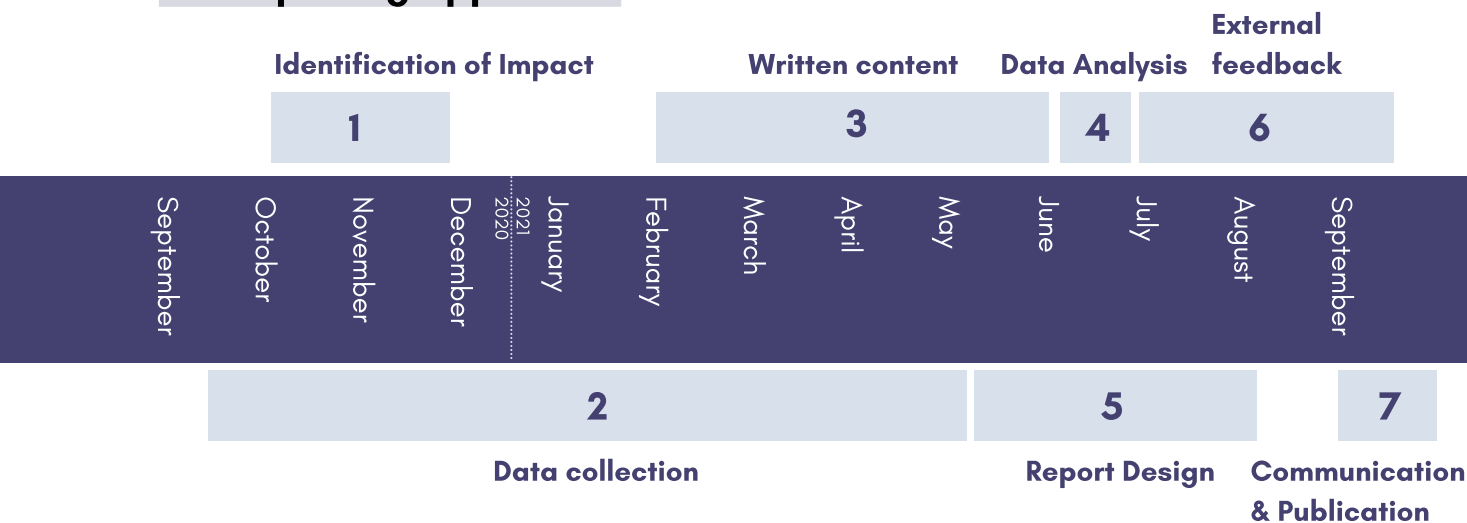 External
Identification of Impact Written content Data Analysis feedback
1 3 4 6
September October November December 2020 2021 January February March April May June July August September
2 5 7
Data collection Report Design Communication
& Publication